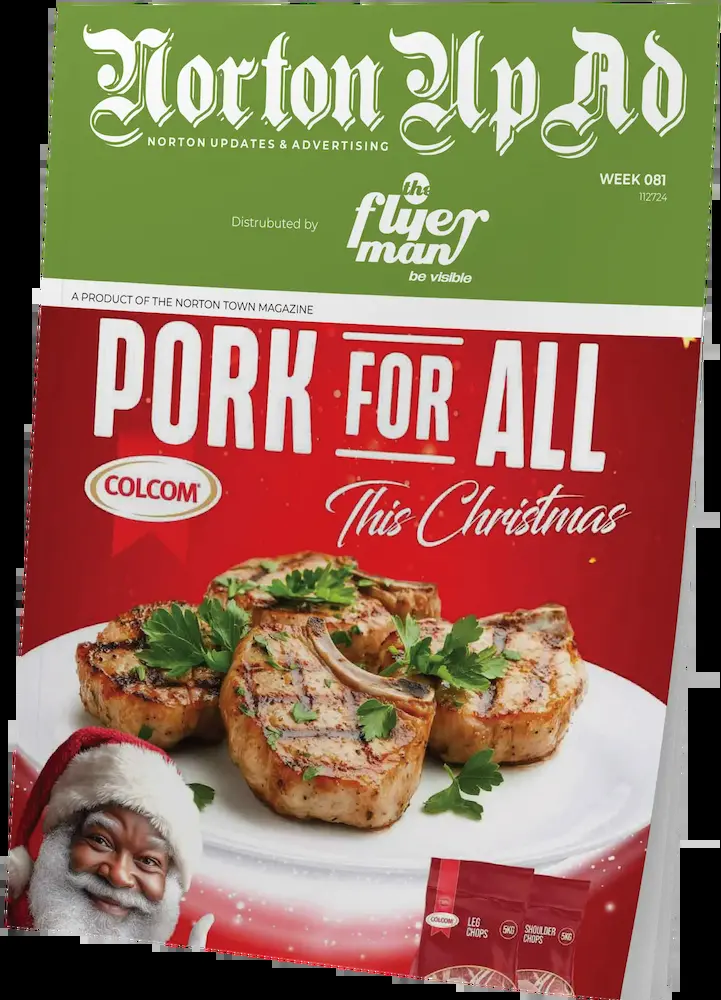 Norton Up Ad
NORTON UPDATES & ADVERTISING
WEEK 081
112724
Distrubuted by
the
flyer
man
be visible
A PRODUCT OF THE NORTON TOWN MAGAZINE
PORK FOR ALL
COLCOM®
This Christmas
COLCOM
LEG
CHOPS
5KG
SHOULDER
CHOPS
5KG